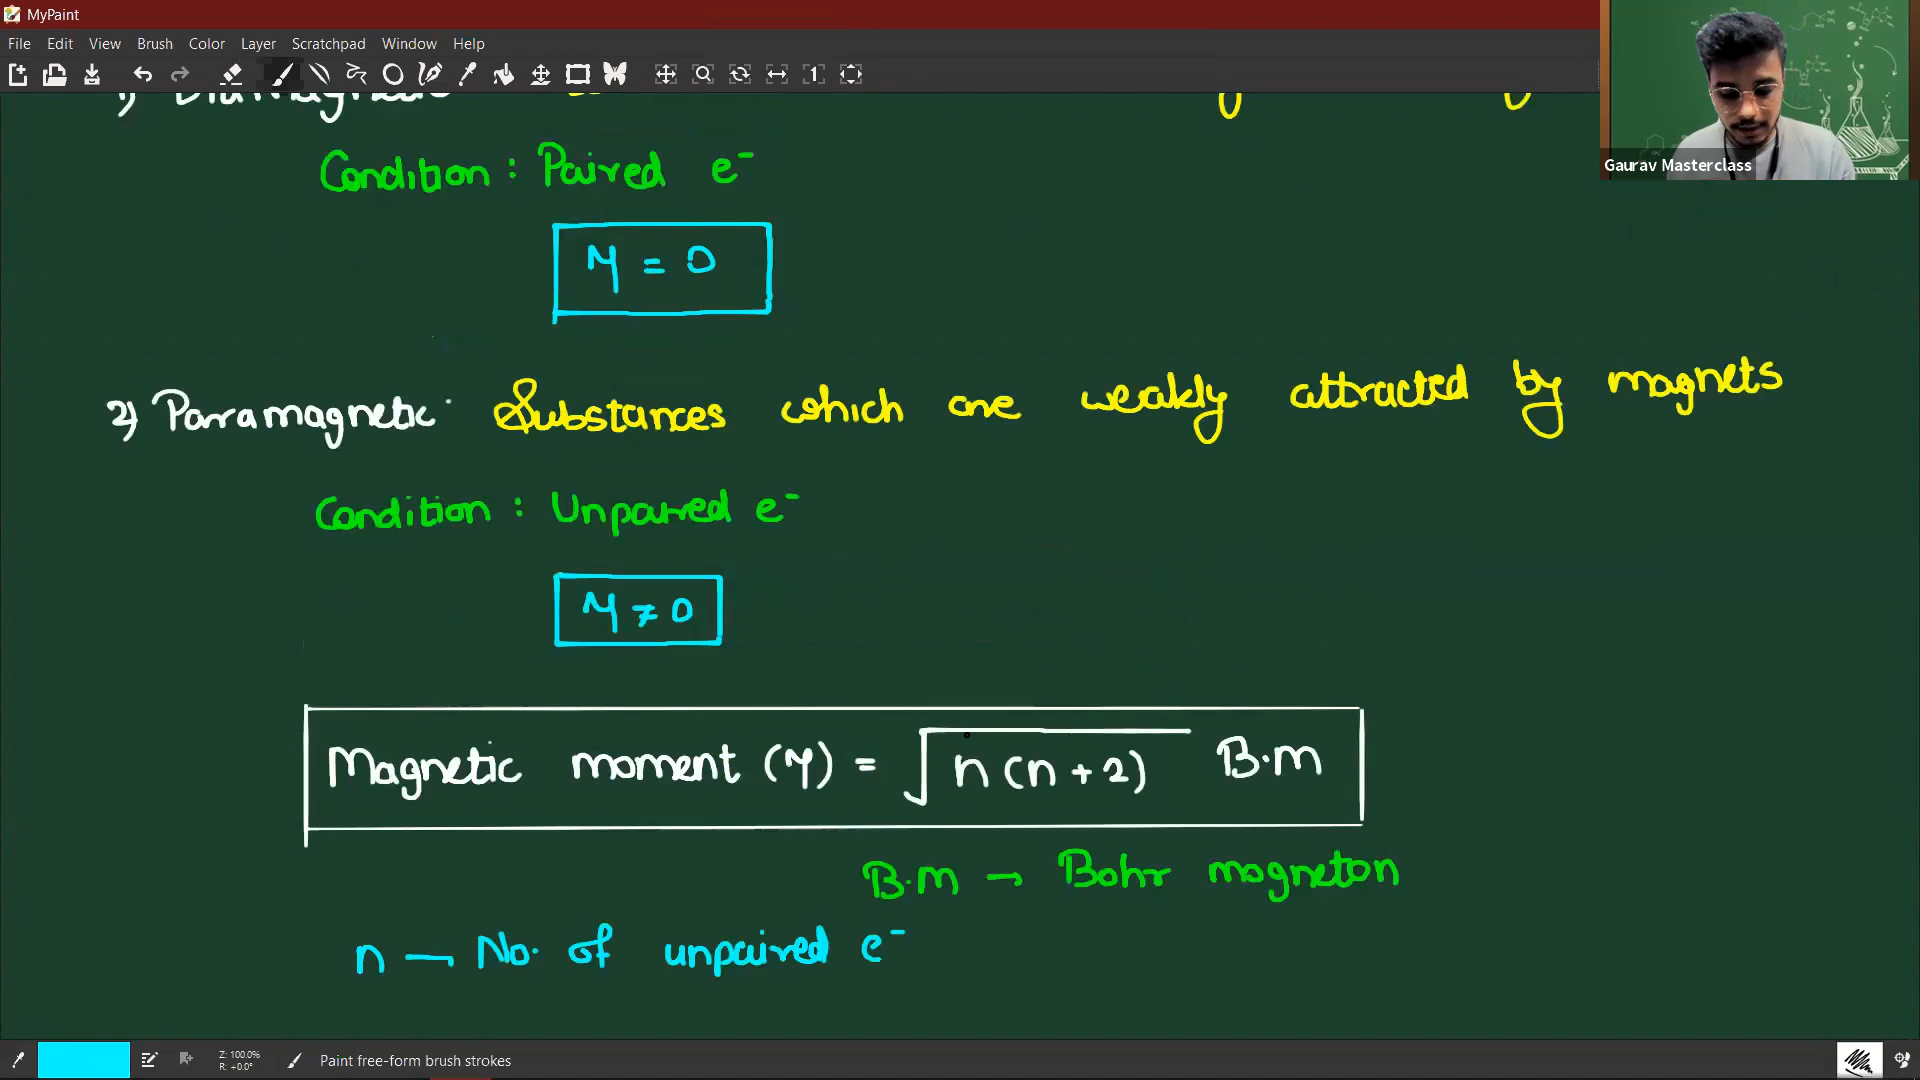 MyPaint
File Edit View Brush Color Layer Scratchpad Window Help
Gaurav Masterclass
1) Diamagnetic
Condition : Paired e⁻
μ = 0
2) Paramagnetic: Substances which are weakly attracted by magnets
Condition : Unpaired e⁻
μ ≠ 0
Magnetic moment (μ) = √n(n+2) B.M
B.M → Bohr magneton
n — No. of unpaired e⁻
Z: 100.0%
R: +0.0°
Paint free-form brush strokes